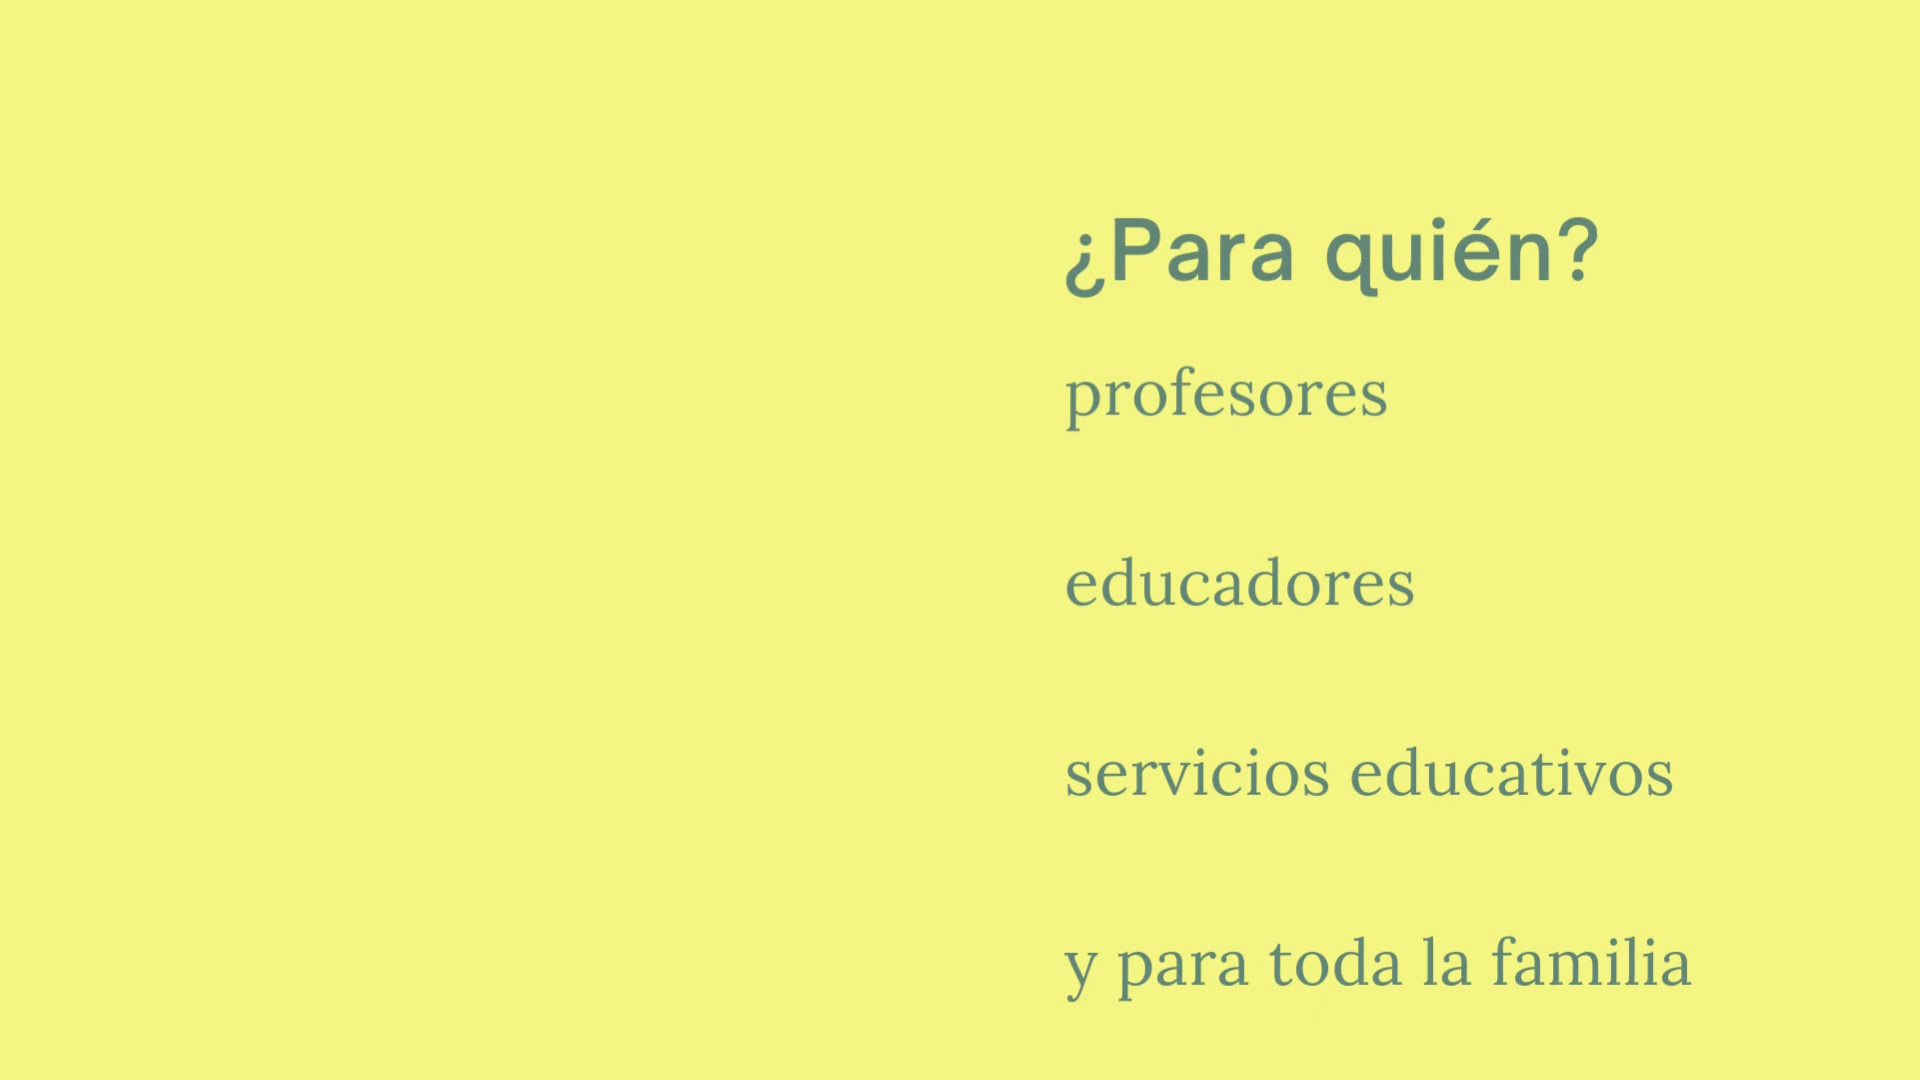 ¿Para quién?
profesores
educadores
servicios educativos
y para toda la familia